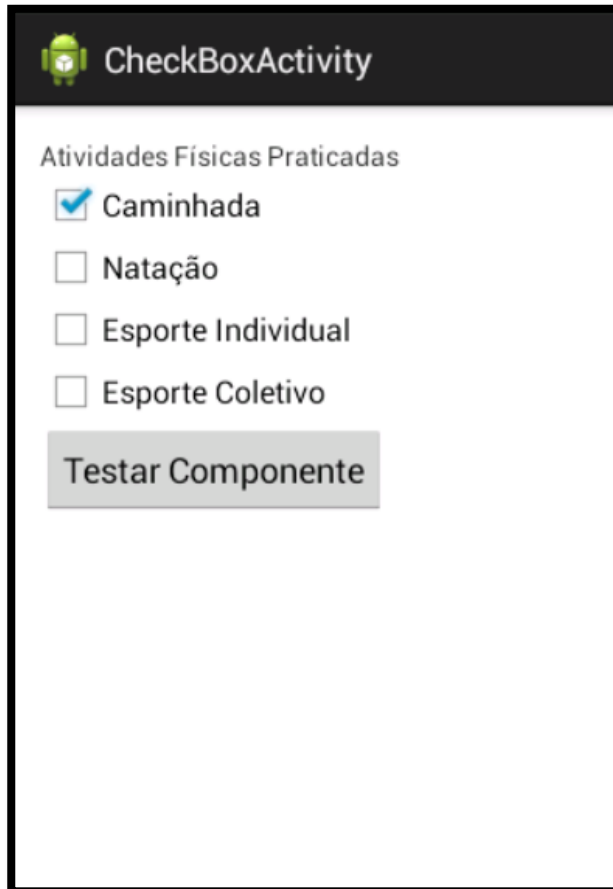 CheckBoxActivity
Atividades Físicas Praticadas
Caminhada
Natação
Esporte Individual
Esporte Coletivo
Testar Componente